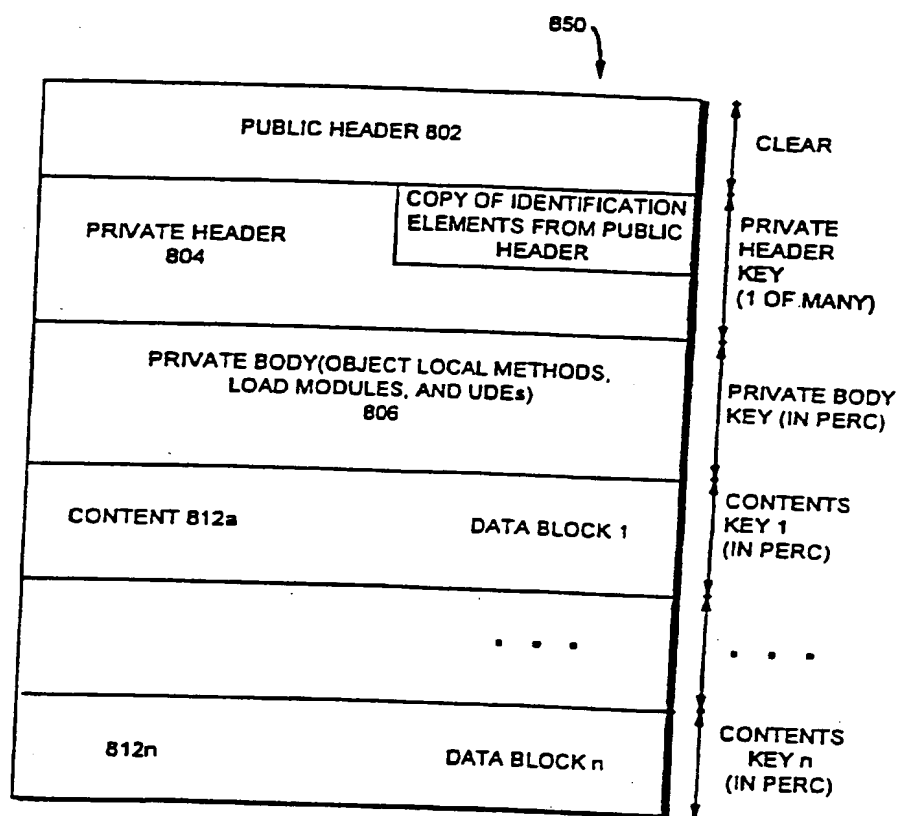 850
PUBLIC HEADER 802
CLEAR
COPY OF IDENTIFICATION
ELEMENTS FROM PUBLIC
HEADER
PRIVATE HEADER
804
PRIVATE
HEADER
KEY
(1 OF MANY)
PRIVATE BODY(OBJECT LOCAL METHODS,
LOAD MODULES, AND UDEs)
806
PRIVATE BODY
KEY (IN PERC)
CONTENT 812a
DATA BLOCK 1
CONTENTS
KEY 1
(IN PERC)
. . .
. . .
812n
DATA BLOCK n
CONTENTS
KEY n
(IN PERC)